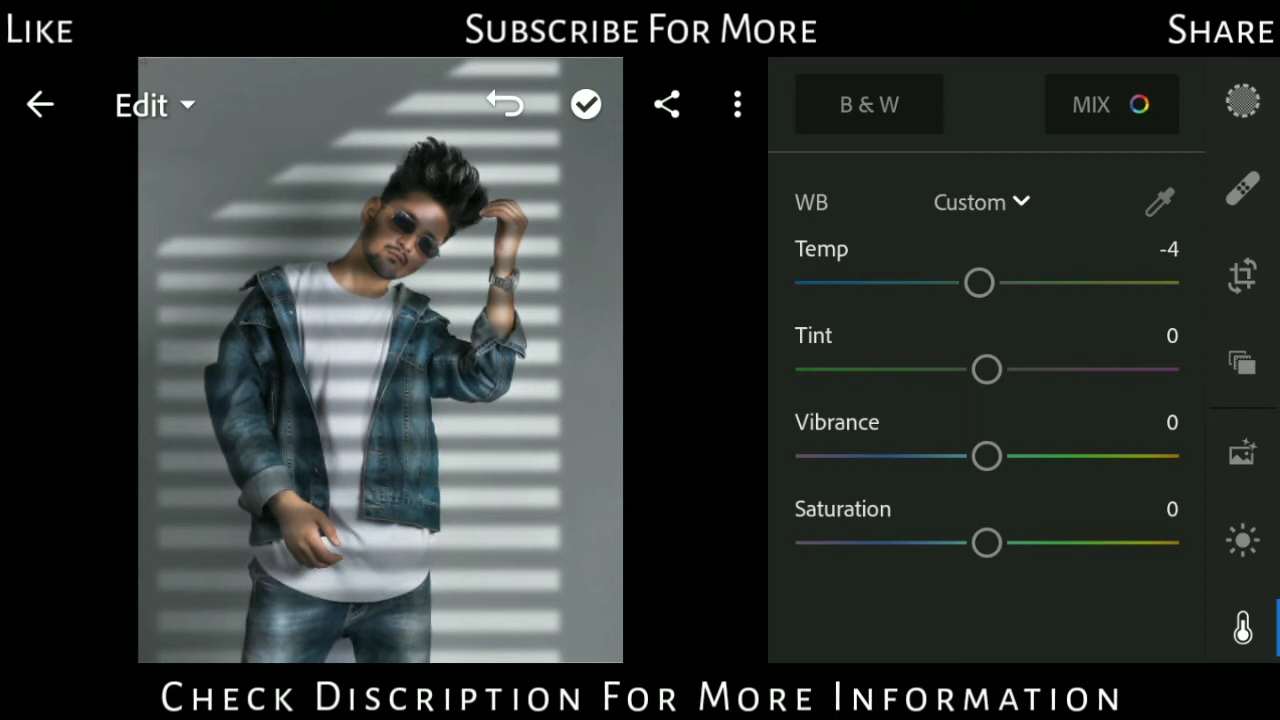 LIKE
SUBSCRIBE FOR MORE
SHARE
Edit
B & W
MIX
WB
Custom
Temp
-4
Tint
0
Vibrance
0
Saturation
0
CHECK DISCRIPTION FOR MORE INFORMATION